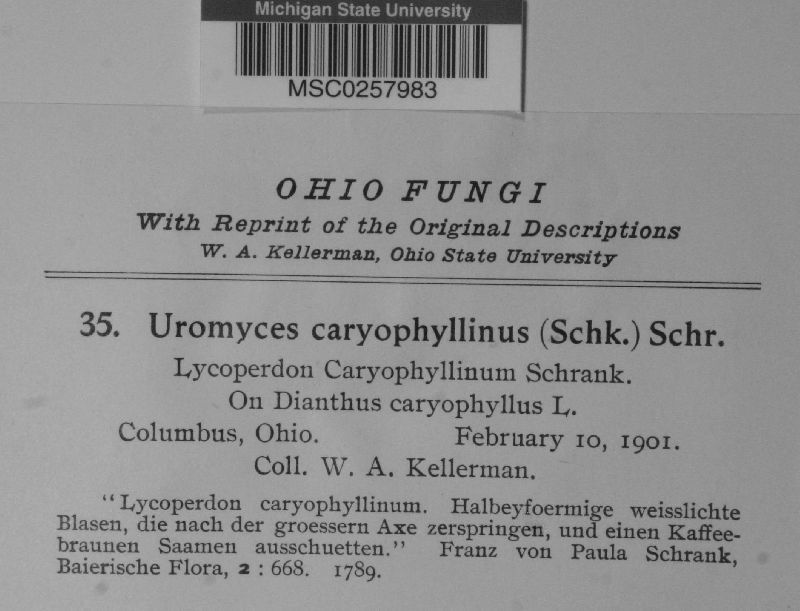 Michigan State University
MSC0257983
OHIO FUNGI
With Reprint of the Original Descriptions
W. A. Kellerman, Ohio State University
35. Uromyces caryophyllinus (Schk.) Schr.
Lycoperdon Caryophyllinum Schrank.
On Dianthus caryophyllus L.
Columbus, Ohio. February 10, 1901.
Coll. W. A. Kellerman.
"Lycoperdon caryophyllinum. Halbeyfoermige weisslichte
Blasen, die nach der groessern Axe zerspringen, und einen Kaffee-
braunen Saamen ausschuetten." Franz von Paula Schrank,
Baierische Flora, 2 : 668. 1789.